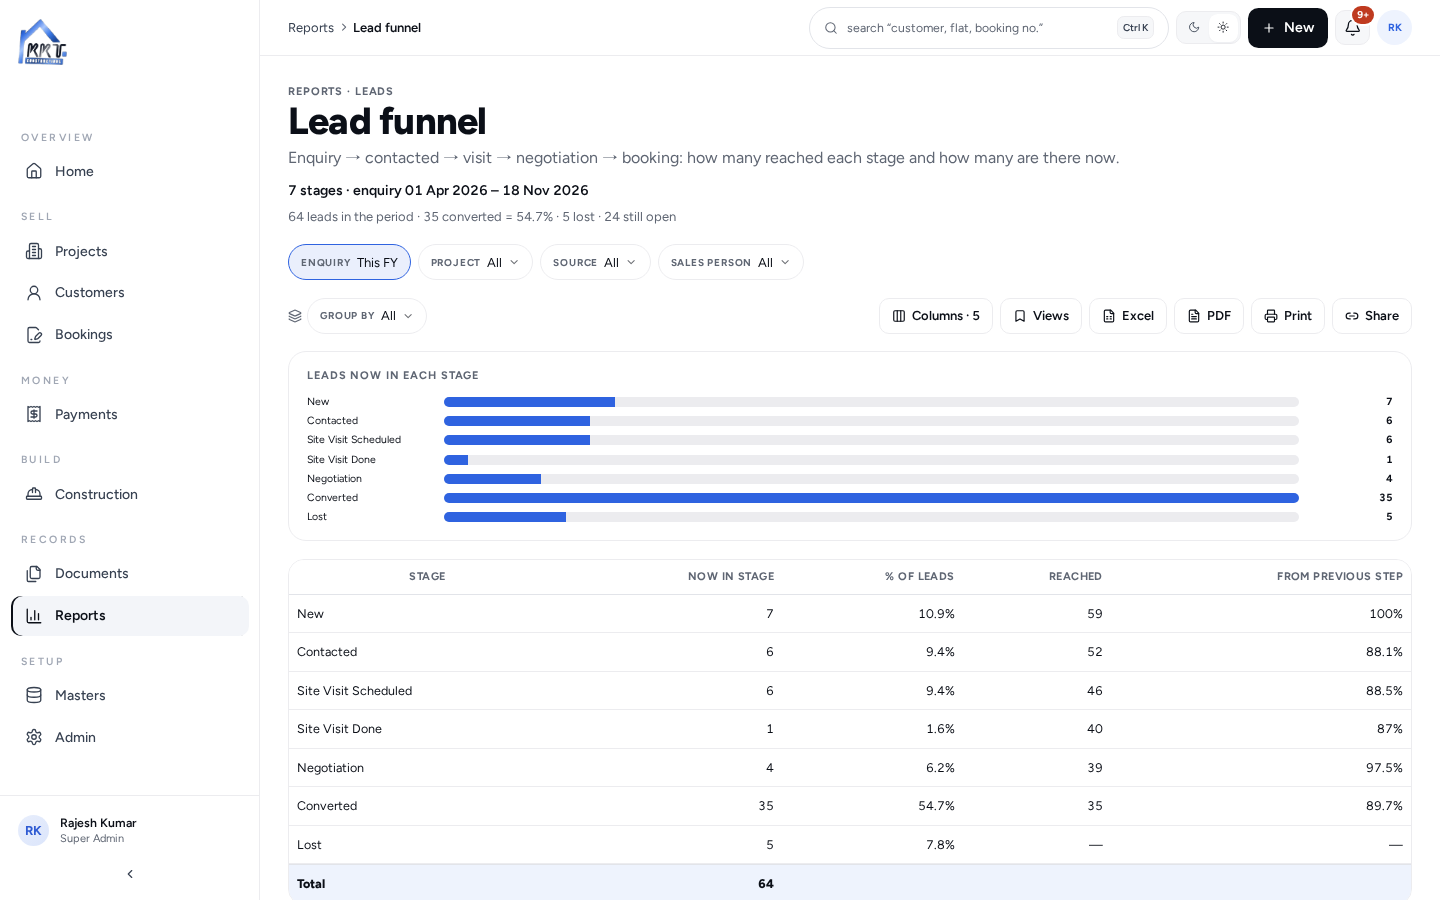 RKT
CONSTRUCTIONS
OVERVIEW
Home
SELL
Projects
Customers
Bookings
MONEY
Payments
BUILD
Construction
RECORDS
Documents
Reports
SETUP
Masters
Admin
RK
Rajesh Kumar
Super Admin
Reports > Lead funnel
search “customer, flat, booking no.” Ctrl K
+ New
9+
RK
REPORTS · LEADS
Lead funnel
Enquiry → contacted → visit → negotiation → booking: how many reached each stage and how many are there now.
7 stages · enquiry 01 Apr 2026 – 18 Nov 2026
64 leads in the period · 35 converted = 54.7% · 5 lost · 24 still open
ENQUIRY This FY PROJECT All SOURCE All SALES PERSON All
GROUP BY All
Columns · 5 Views Excel PDF Print Share
LEADS NOW IN EACH STAGE
New 7
Contacted 6
Site Visit Scheduled 6
Site Visit Done 1
Negotiation 4
Converted 35
Lost 5
STAGE NOW IN STAGE % OF LEADS REACHED FROM PREVIOUS STEP
New 7 10.9% 59 100%
Contacted 6 9.4% 52 88.1%
Site Visit Scheduled 6 9.4% 46 88.5%
Site Visit Done 1 1.6% 40 87%
Negotiation 4 6.2% 39 97.5%
Converted 35 54.7% 35 89.7%
Lost 5 7.8% — —
Total 64